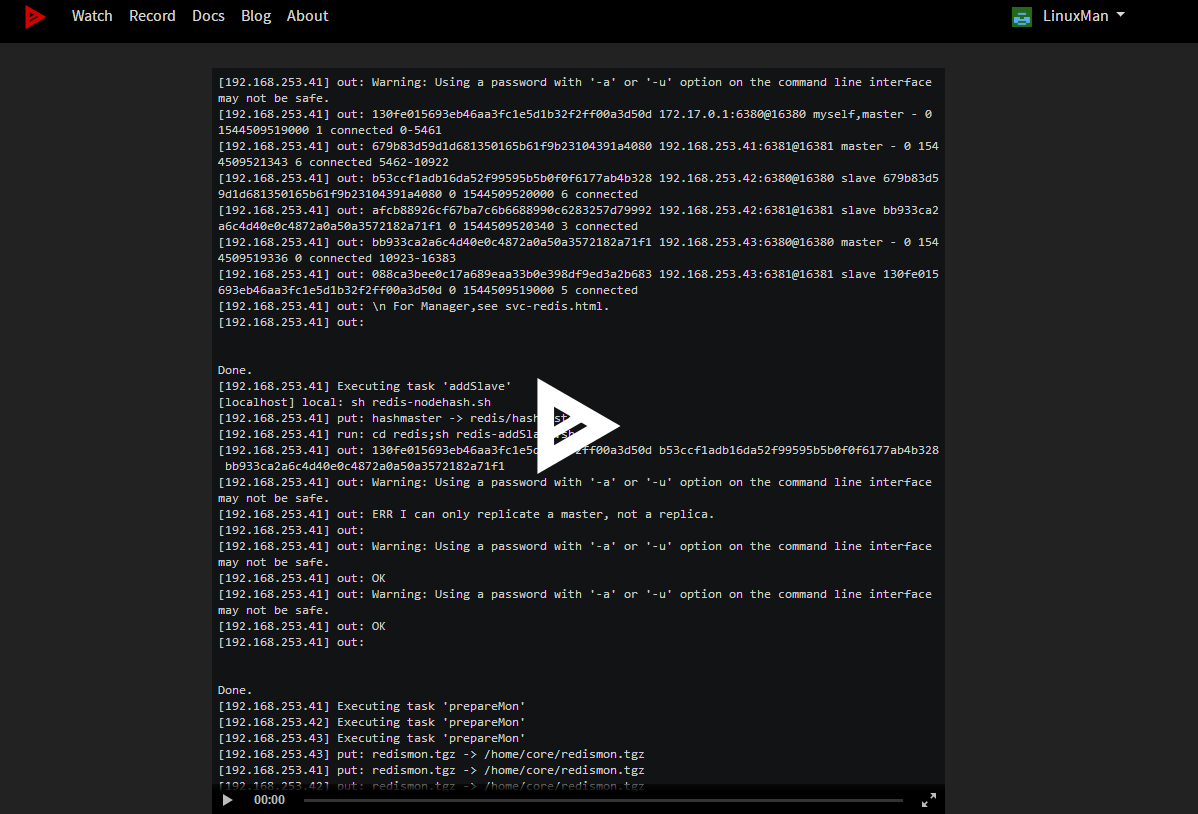 Watch Record Docs Blog About LinuxMan
[192.168.253.41] out: Warning: Using a password with '-a' or '-u' option on the command line interface
may not be safe.
[192.168.253.41] out: 130fe015693eb46aa3fc1e5d1b32f2ff00a3d50d 172.17.0.1:6380@16380 myself,master - 0
1544509519000 1 connected 0-5461
[192.168.253.41] out: 679b83d59d1d681350165b61f9b23104391a4080 192.168.253.41:6381@16381 master - 0 154
4509521343 6 connected 5462-10922
[192.168.253.41] out: b53ccf1adb16da52f99595b5b0f0f6177ab4b328 192.168.253.42:6380@16380 slave 679b83d5
9d1d681350165b61f9b23104391a4080 0 1544509520000 6 connected
[192.168.253.41] out: afcb88926cf67ba7c6b6688990c6283257d79992 192.168.253.42:6381@16381 slave bb933ca2
a6c4d40e0c4872a0a50a3572182a71f1 0 1544509520340 3 connected
[192.168.253.41] out: bb933ca2a6c4d40e0c4872a0a50a3572182a71f1 192.168.253.43:6380@16380 master - 0 154
4509519336 0 connected 10923-16383
[192.168.253.41] out: 088ca3bee0c17a689eaa33b0e398df9ed3a2b683 192.168.253.43:6381@16381 slave 130fe015
693eb46aa3fc1e5d1b32f2ff00a3d50d 0 1544509519000 5 connected
[192.168.253.41] out: \n For Manager,see svc-redis.html.
[192.168.253.41] out:
Done.
[192.168.253.41] Executing task 'addSlave'
[localhost] local: sh redis-nodehash.sh
[192.168.253.41] put: hashmaster ->
[192.168.253.41] run: cd redis;sh
[192.168.253.41] out: b53ccf1adb16da52f99595b5b0f0f6177ab4b328
bb933ca2a6c4d40e0c4872a0a50a3572182a71f1
[192.168.253.41] out: Warning: Using a password with '-a' or '-u' option on the command line interface
may not be safe.
[192.168.253.41] out: ERR I can only replicate a master, not a replica.
[192.168.253.41] out:
[192.168.253.41] out: Warning: Using a password with '-a' or '-u' option on the command line interface
may not be safe.
[192.168.253.41] out: OK
[192.168.253.41] out: Warning: Using a password with '-a' or '-u' option on the command line interface
may not be safe.
[192.168.253.41] out: OK
[192.168.253.41] out:
Done.
[192.168.253.41] Executing task 'prepareMon'
[192.168.253.42] Executing task 'prepareMon'
[192.168.253.43] Executing task 'prepareMon'
[192.168.253.43] put: redismon.tgz -> /home/core/redismon.tgz
[192.168.253.41] put: redismon.tgz -> /home/core/redismon.tgz
[192.168.253.42] put: redismon.tgz -> /home/core/redismon.tgz
00:00